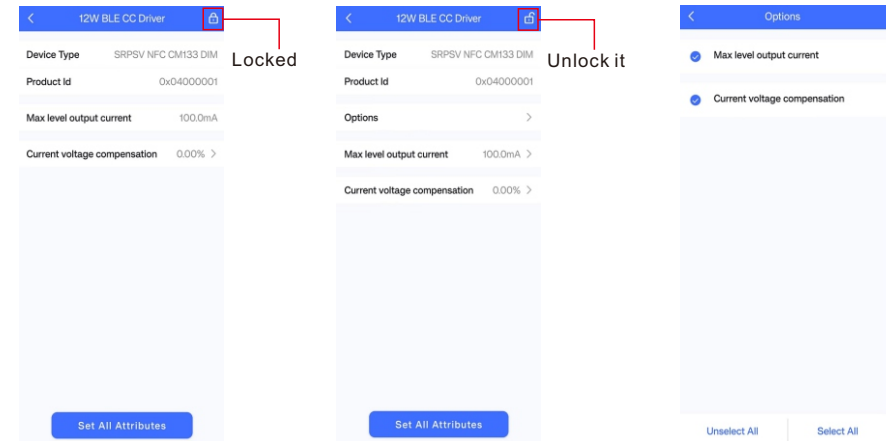 12W BLE CC Driver
Device Type SRPSV NFC CM133 DIM
Product Id 0x04000001
Max level output current 100.0mA
Current voltage compensation 0.00%
Set All Attributes
Locked
12W BLE CC Driver
Device Type SRPSV NFC CM133 DIM
Product Id 0x04000001
Options
Max level output current 100.0mA
Current voltage compensation 0.00%
Set All Attributes
Unlock it
Options
Max level output current
Current voltage compensation
Unselect All Select All